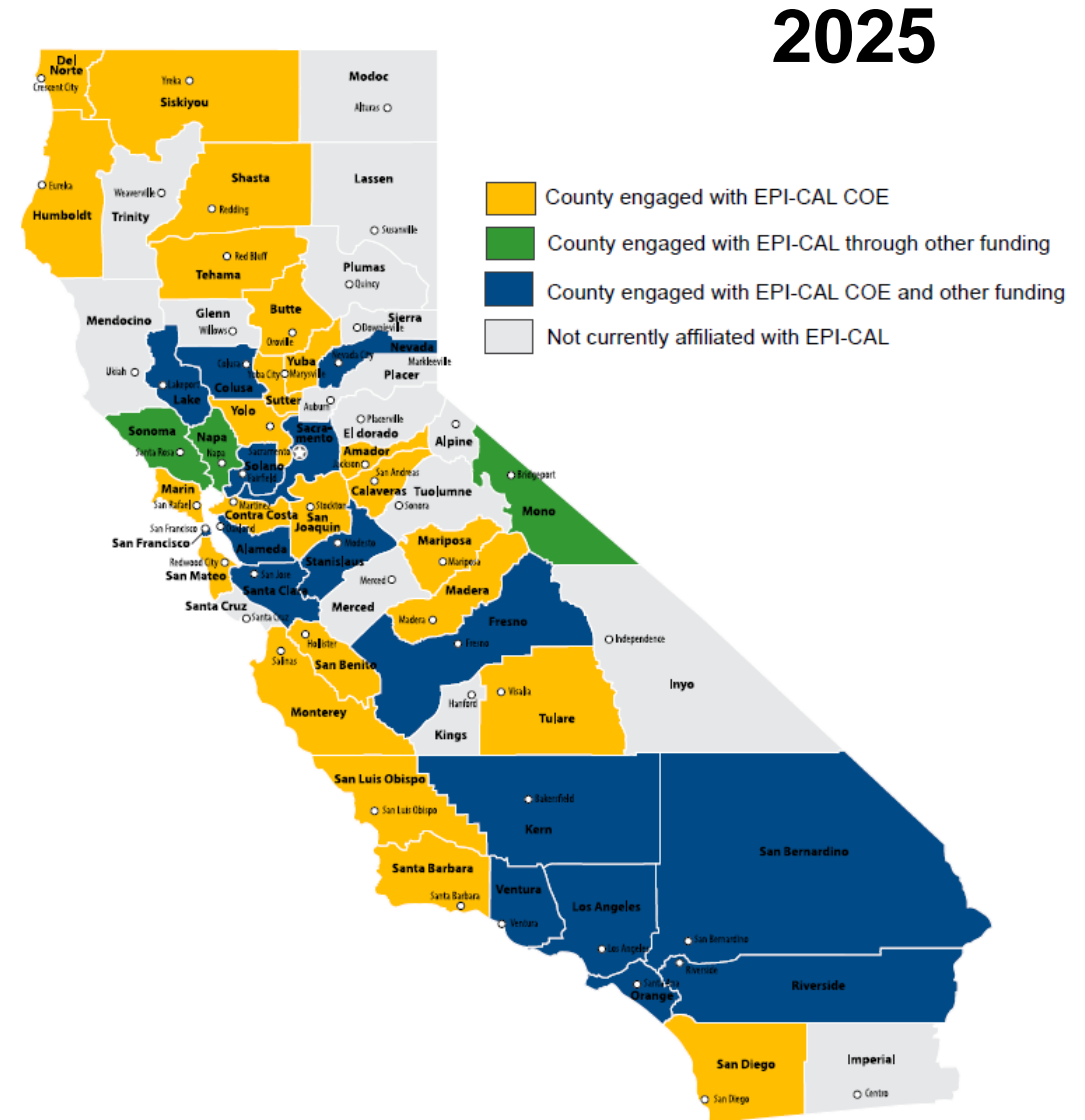 2025
Del
Norte
Crescent City
Yreka
Siskiyou
Modoc
Alturas
Eureka
Humboldt
Weaverville
Trinity
Shasta
Redding
Lassen
Susanville
County engaged with EPI-CAL COE
County engaged with EPI-CAL through other funding
County engaged with EPI-CAL COE and other funding
Not currently affiliated with EPI-CAL
Red Bluff
Tehama
Plumas
Quincy
Mendocino
Ukiah
Glenn
Willows
Butte
Oroville
Sierra
Downieville
Nevada
Nevada City
Markleeville
Placer
Auburn
Colusa
Colusa
Yuba
Yuba City
Marysville
Sutter
Lakeport
Lake
Yolo
Sonoma
Santa Rosa
Napa
Napa
Sacra-
mento
Sacramento
Placerville
El dorado
Alpine
Solano
Fairfield
Amador
Jackson
San Andreas
Calaveras
Tuolumne
Sonora
Bridgeport
Mono
Marin
San Rafael
Martinez
Contra Costa
Stockton
San
Joaquin
San Francisco
San Francisco
Oakland
Alameda
Modesto
Stanislaus
Mariposa
Mariposa
Redwood City
San Mateo
San Jose
Santa Clara
Merced
Merced
Madera
Madera
Santa Cruz
Santa Cruz
Fresno
Fresno
Independence
Inyo
Hollister
San Benito
Salinas
Monterey
Hanford
Kings
Visalia
Tulare
San Luis Obispo
San Luis Obispo
Bakersfield
Kern
San Bernardino
San Bernardino
Santa Barbara
Santa Barbara
Ventura
Ventura
Los Angeles
Los Angeles
Riverside
Riverside
Santa Ana
Orange
San Diego
San Diego
Imperial
Centro